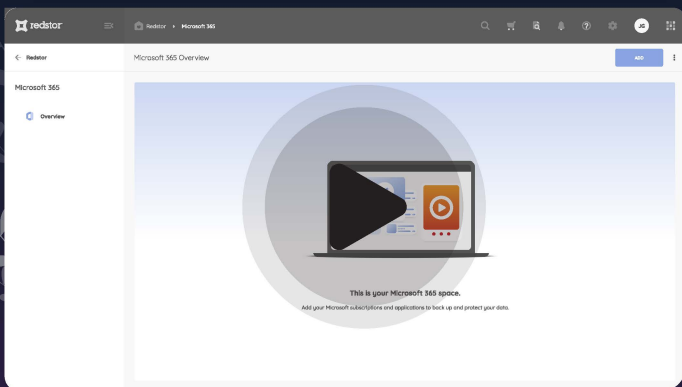 redstor
Redstor
Microsoft 365
JG
Redstor
Microsoft 365 Overview
ADD
Microsoft 365
Overview
This is your Microsoft 365 space.
Add your Microsoft subscriptions and applications to back up and protect your data.